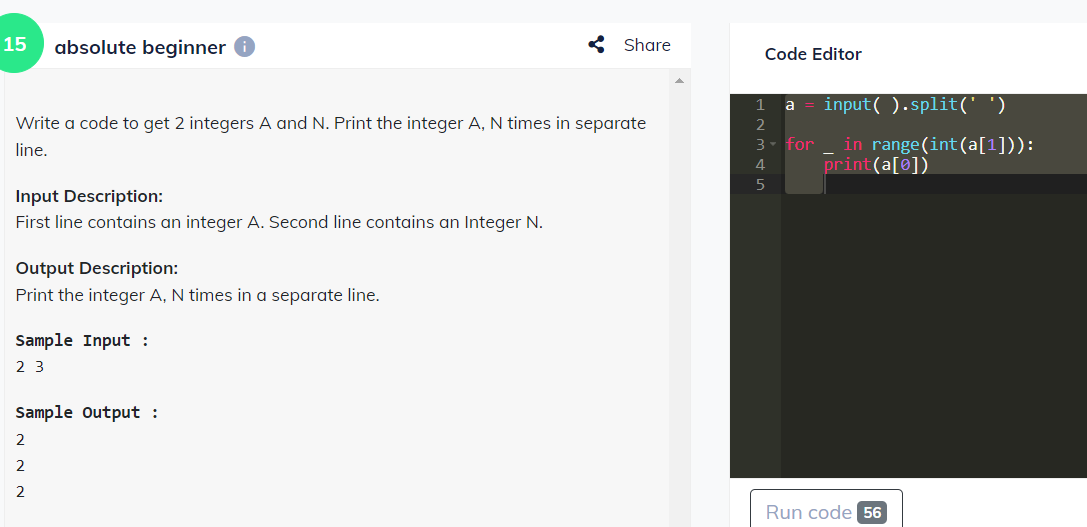 15
absolute beginner i
Share
Write a code to get 2 integers A and N. Print the integer A, N times in separate
line.
Input Description:
First line contains an integer A. Second line contains an Integer N.
Output Description:
Print the integer A, N times in a separate line.
Sample Input :
2 3
Sample Output :
2
2
2
Code Editor
1 a = input( ).split(' ')
2
3 for _ in range(int(a[1])):
4     print(a[0])
5
Run code 56